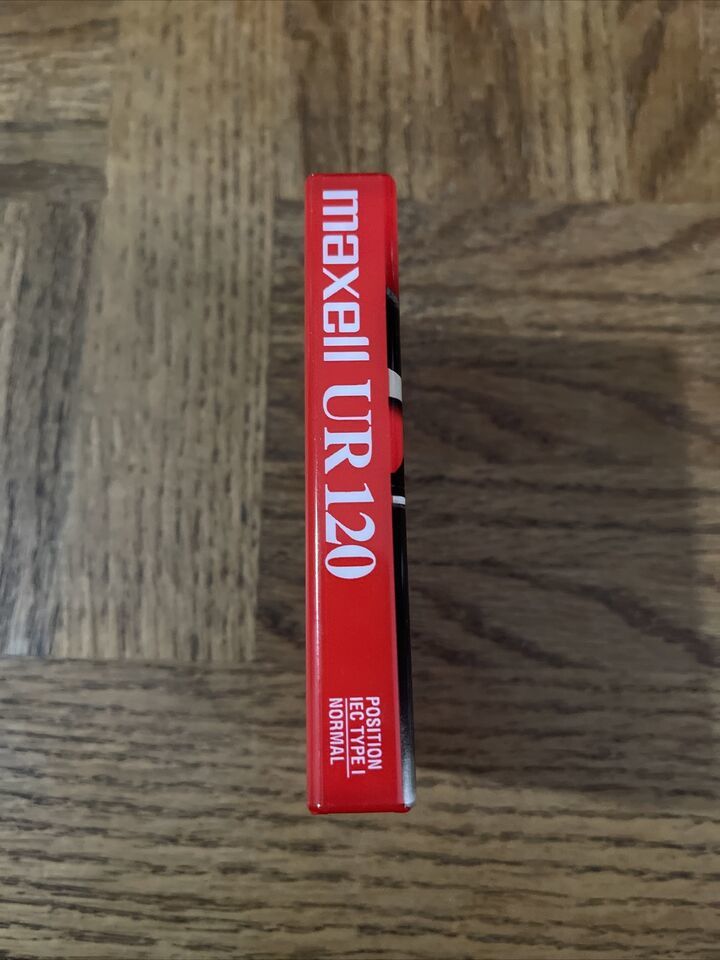 maxell UR 120
POSITION
IEC TYPE I
NORMAL